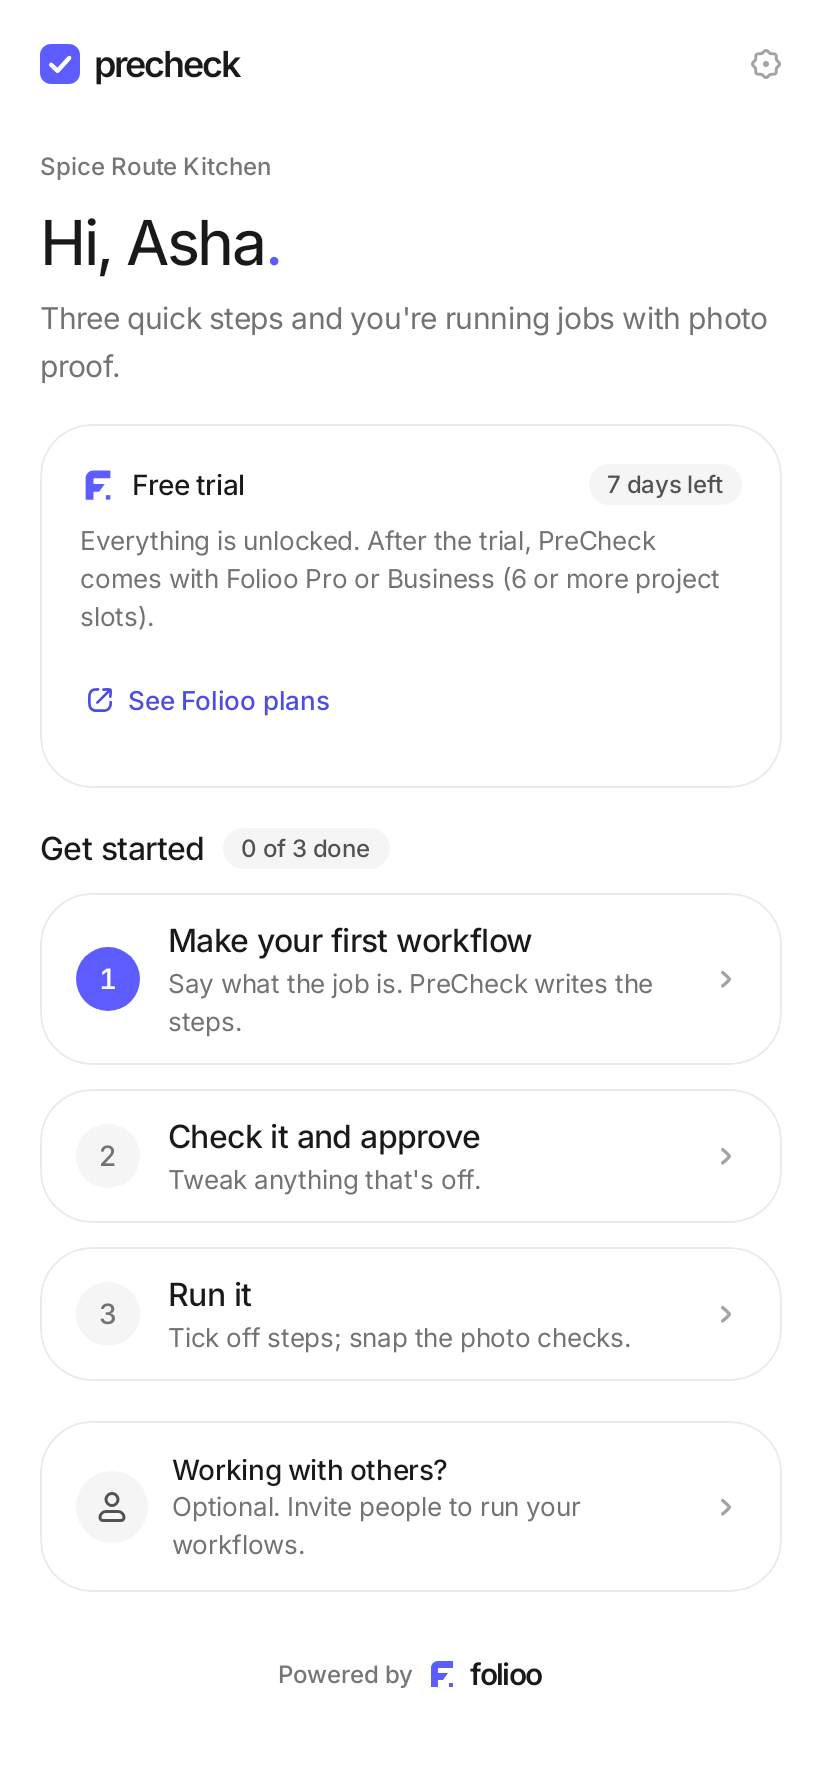 precheck
Spice Route Kitchen
Hi, Asha.
Three quick steps and you're running jobs with photo
proof.
Free trial
7 days left
Everything is unlocked. After the trial, PreCheck
comes with Folioo Pro or Business (6 or more project
slots).
See Folioo plans
Get started
0 of 3 done
1
Make your first workflow
Say what the job is. PreCheck writes the
steps.
2
Check it and approve
Tweak anything that's off.
3
Run it
Tick off steps; snap the photo checks.
Working with others?
Optional. Invite people to run your
workflows.
Powered by folioo